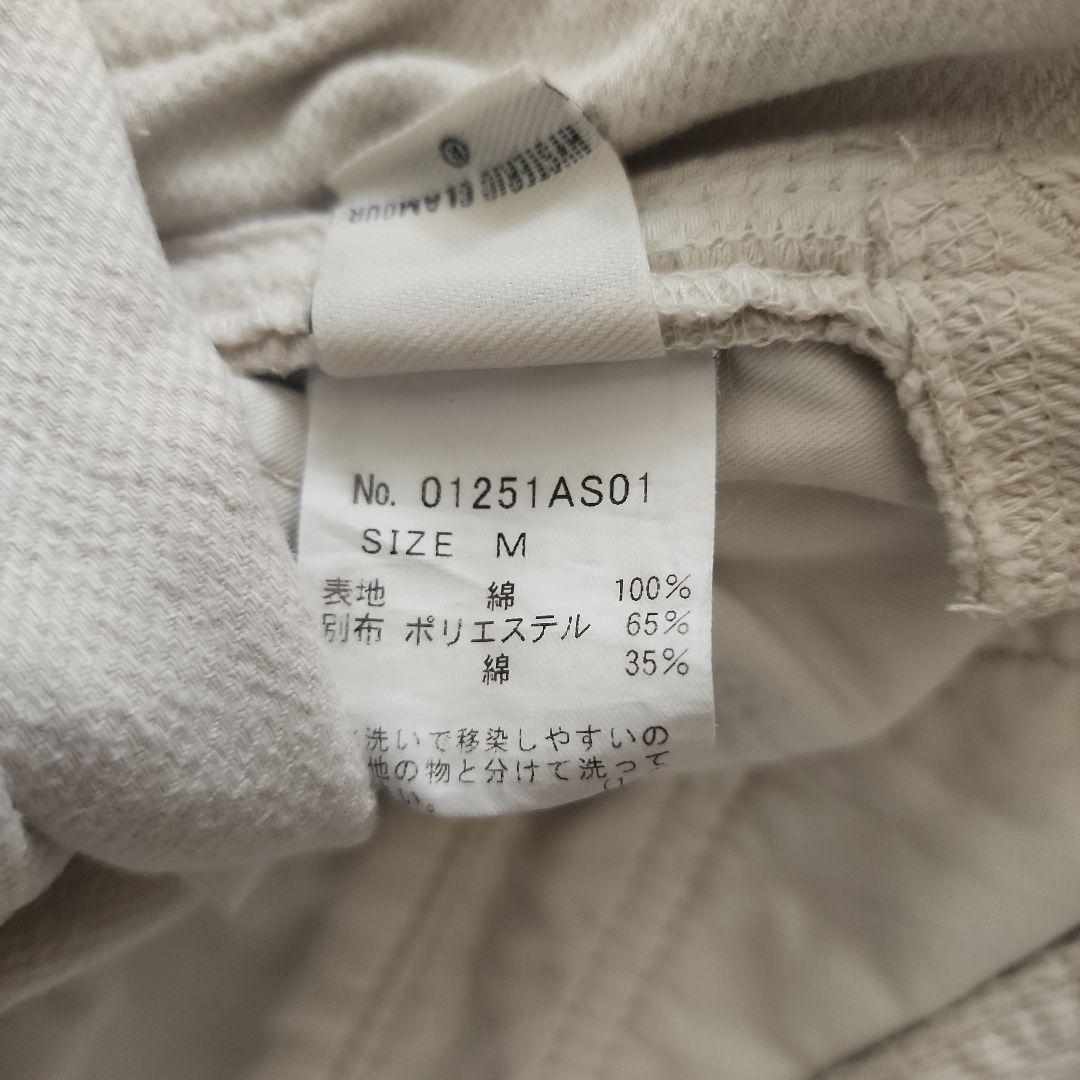 HYSTERIC GLAMOUR
®
No. 01251AS01
SIZE M
表地 綿 100%
別布 ポリエステル 65%
綿 35%
洗いで移染しやすいの
他の物と分けて洗って
い。